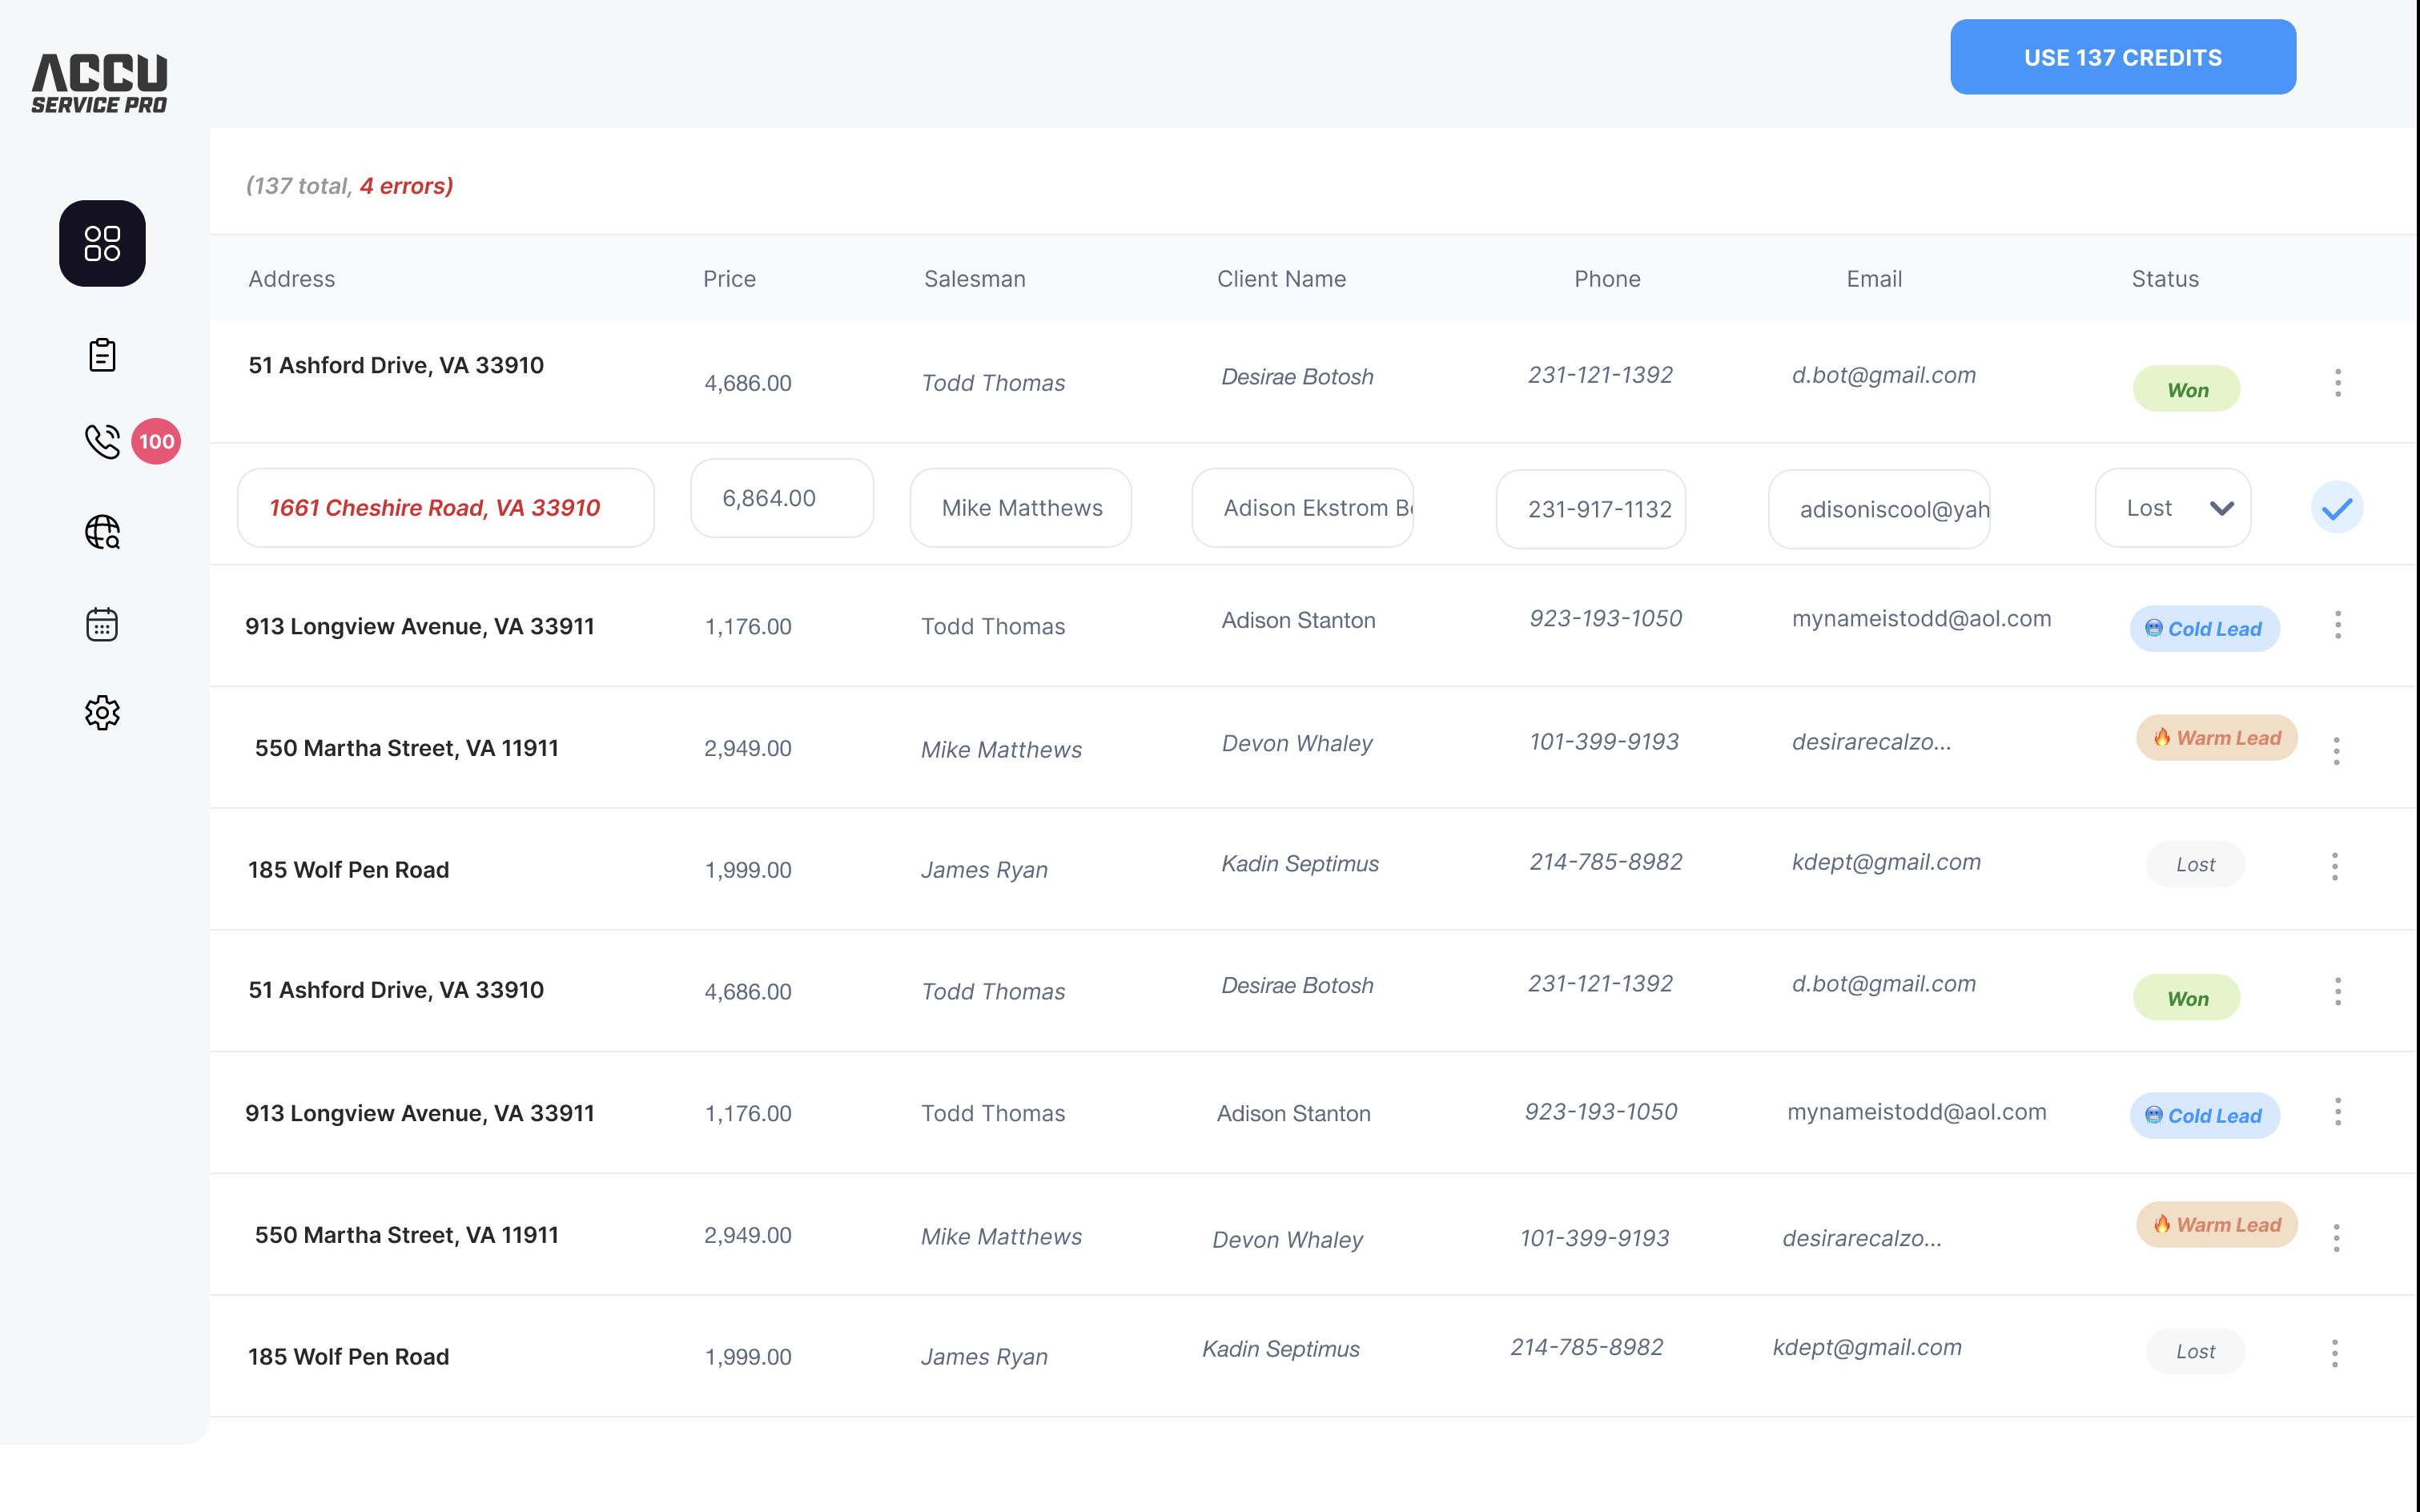 USE 137 CREDITS
ACCU
SERVICE PRO
(137 total, 4 errors)
Address Price Salesman Client Name Phone Email Status
51 Ashford Drive, VA 33910 4,686.00 Todd Thomas Desirae Botosh 231-121-1392 d.bot@gmail.com Won
100
1661 Cheshire Road, VA 33910 6,864.00 Mike Matthews Adison Ekstrom 231-917-1132 adisoniscool@yah Lost
913 Longview Avenue, VA 33911 1,176.00 Todd Thomas Adison Stanton 923-193-1050 mynameistodd@aol.com Cold Lead
550 Martha Street, VA 11911 2,949.00 Mike Matthews Devon Whaley 101-399-9193 desirarecalzo... Warm Lead
185 Wolf Pen Road 1,999.00 James Ryan Kadin Septimus 214-785-8982 kdept@gmail.com Lost
51 Ashford Drive, VA 33910 4,686.00 Todd Thomas Desirae Botosh 231-121-1392 d.bot@gmail.com Won
913 Longview Avenue, VA 33911 1,176.00 Todd Thomas Adison Stanton 923-193-1050 mynameistodd@aol.com Cold Lead
550 Martha Street, VA 11911 2,949.00 Mike Matthews Devon Whaley 101-399-9193 desirarecalzo... Warm Lead
185 Wolf Pen Road 1,999.00 James Ryan Kadin Septimus 214-785-8982 kdept@gmail.com Lost